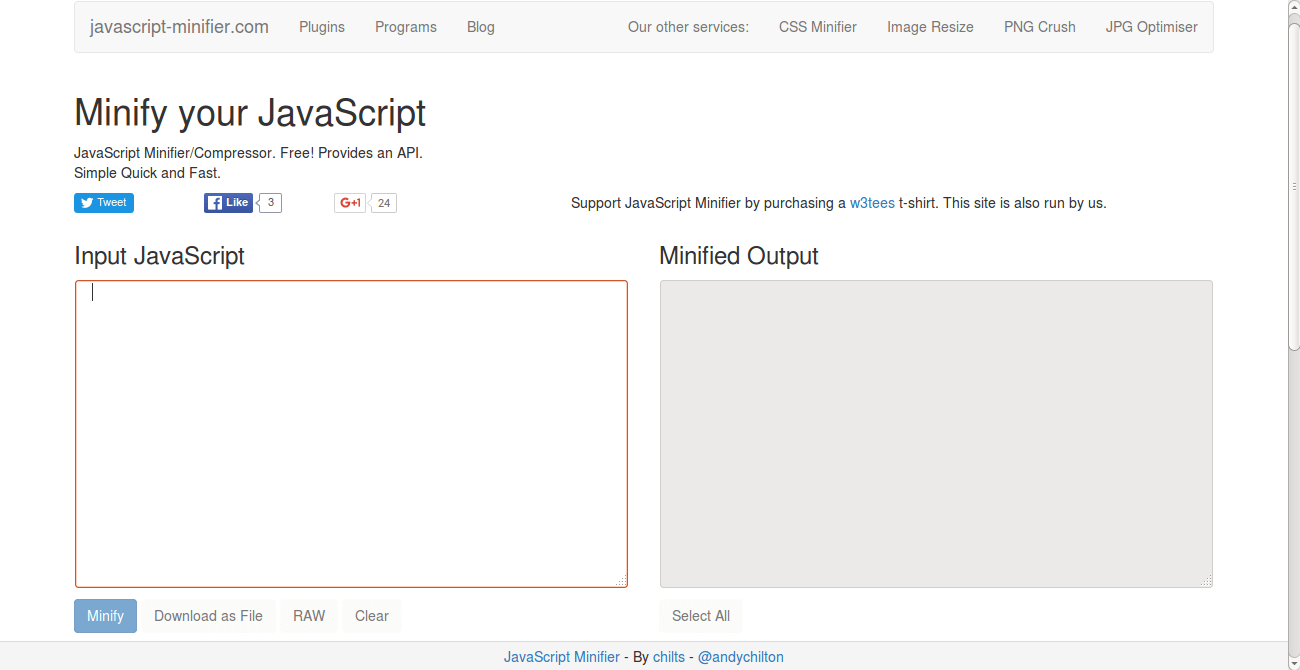 javascript-minifier.com Plugins Programs Blog Our other services: CSS Minifier Image Resize PNG Crush JPG Optimiser
Minify your JavaScript
JavaScript Minifier/Compressor. Free! Provides an API.
Simple Quick and Fast.
Tweet Like 3 G+1 24 Support JavaScript Minifier by purchasing a w3tees t-shirt. This site is also run by us.
Input JavaScript Minified Output
Minify Download as File RAW Clear Select All
JavaScript Minifier - By chilts - @andychilton